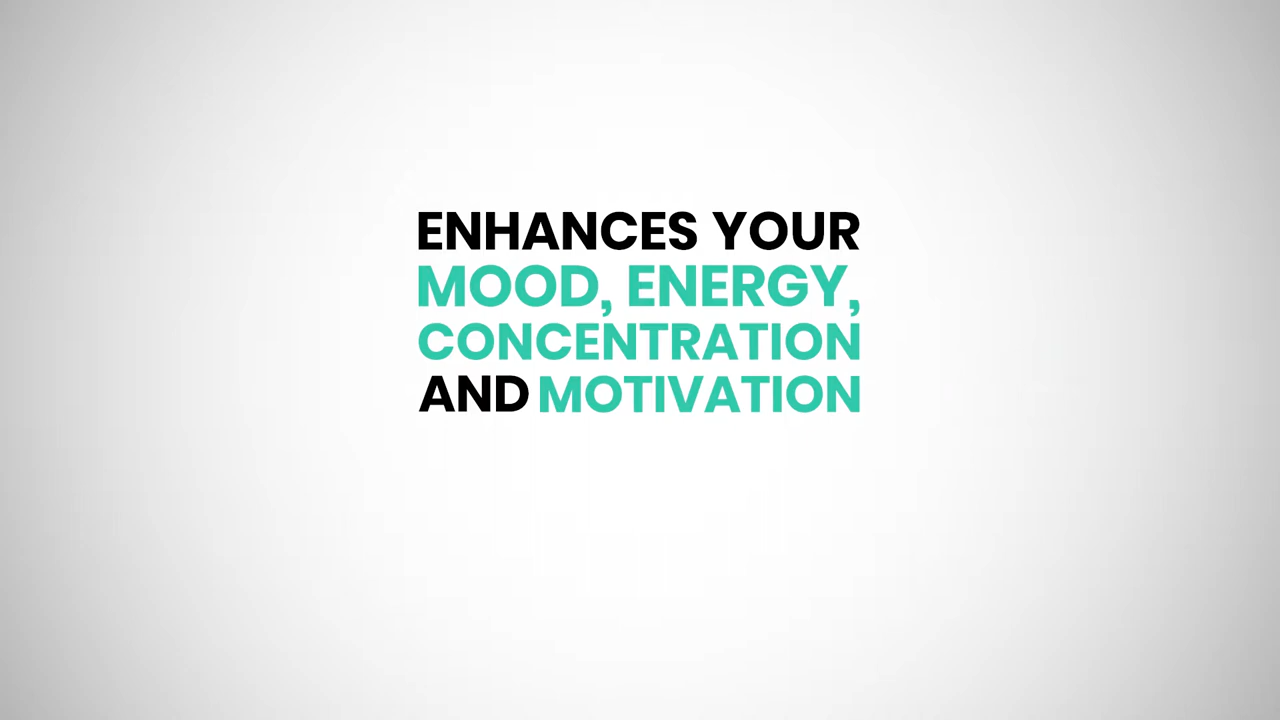 ENHANCES YOUR
MOOD, ENERGY,
CONCENTRATION
AND MOTIVATION